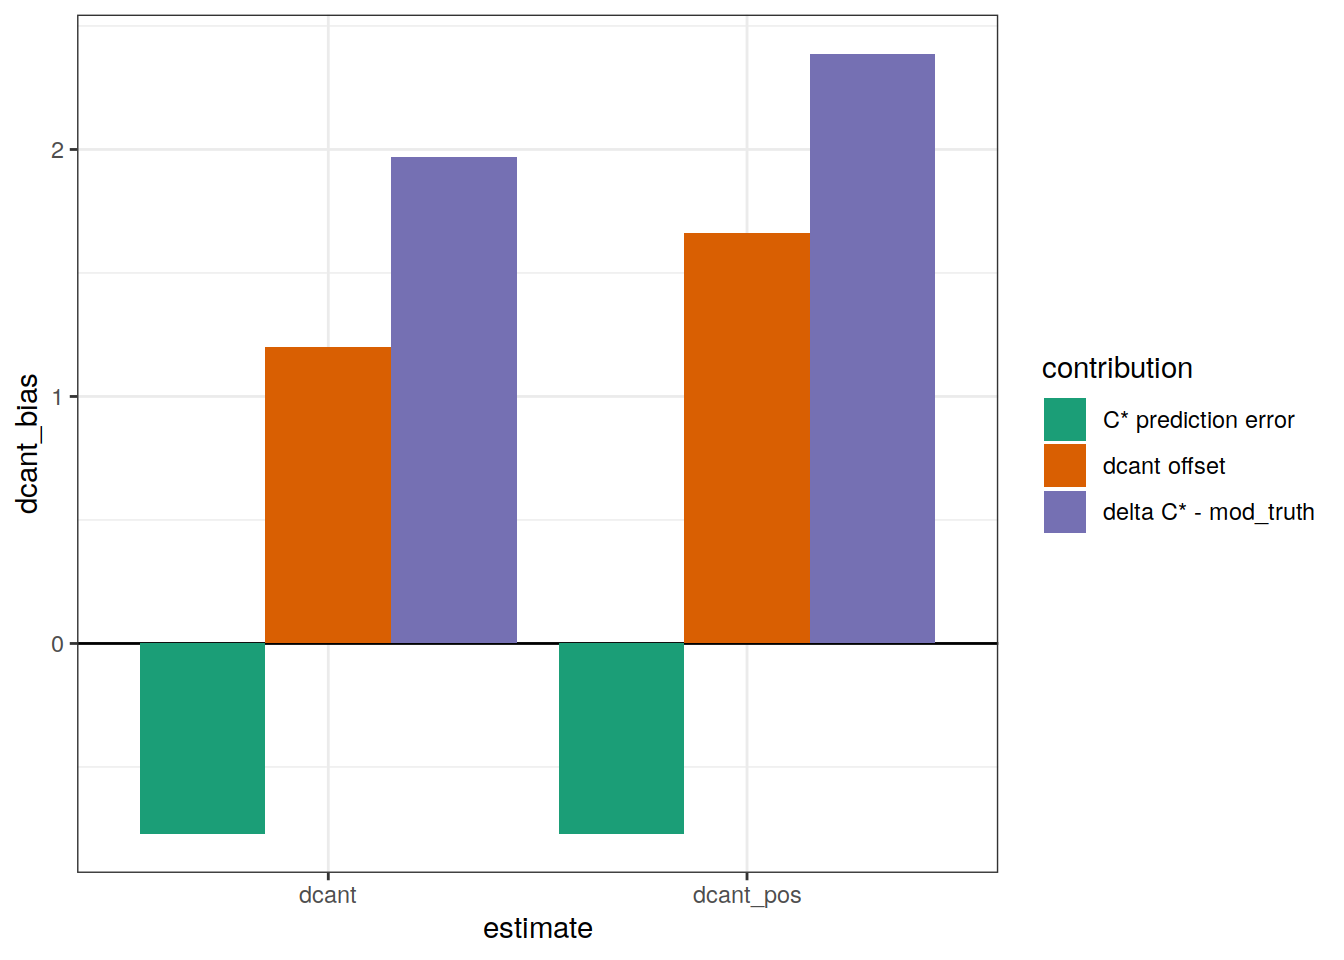 dcant_bias
2
1
0
dcant
dcant_pos
estimate
contribution
C* prediction error
dcant offset
delta C* - mod_truth